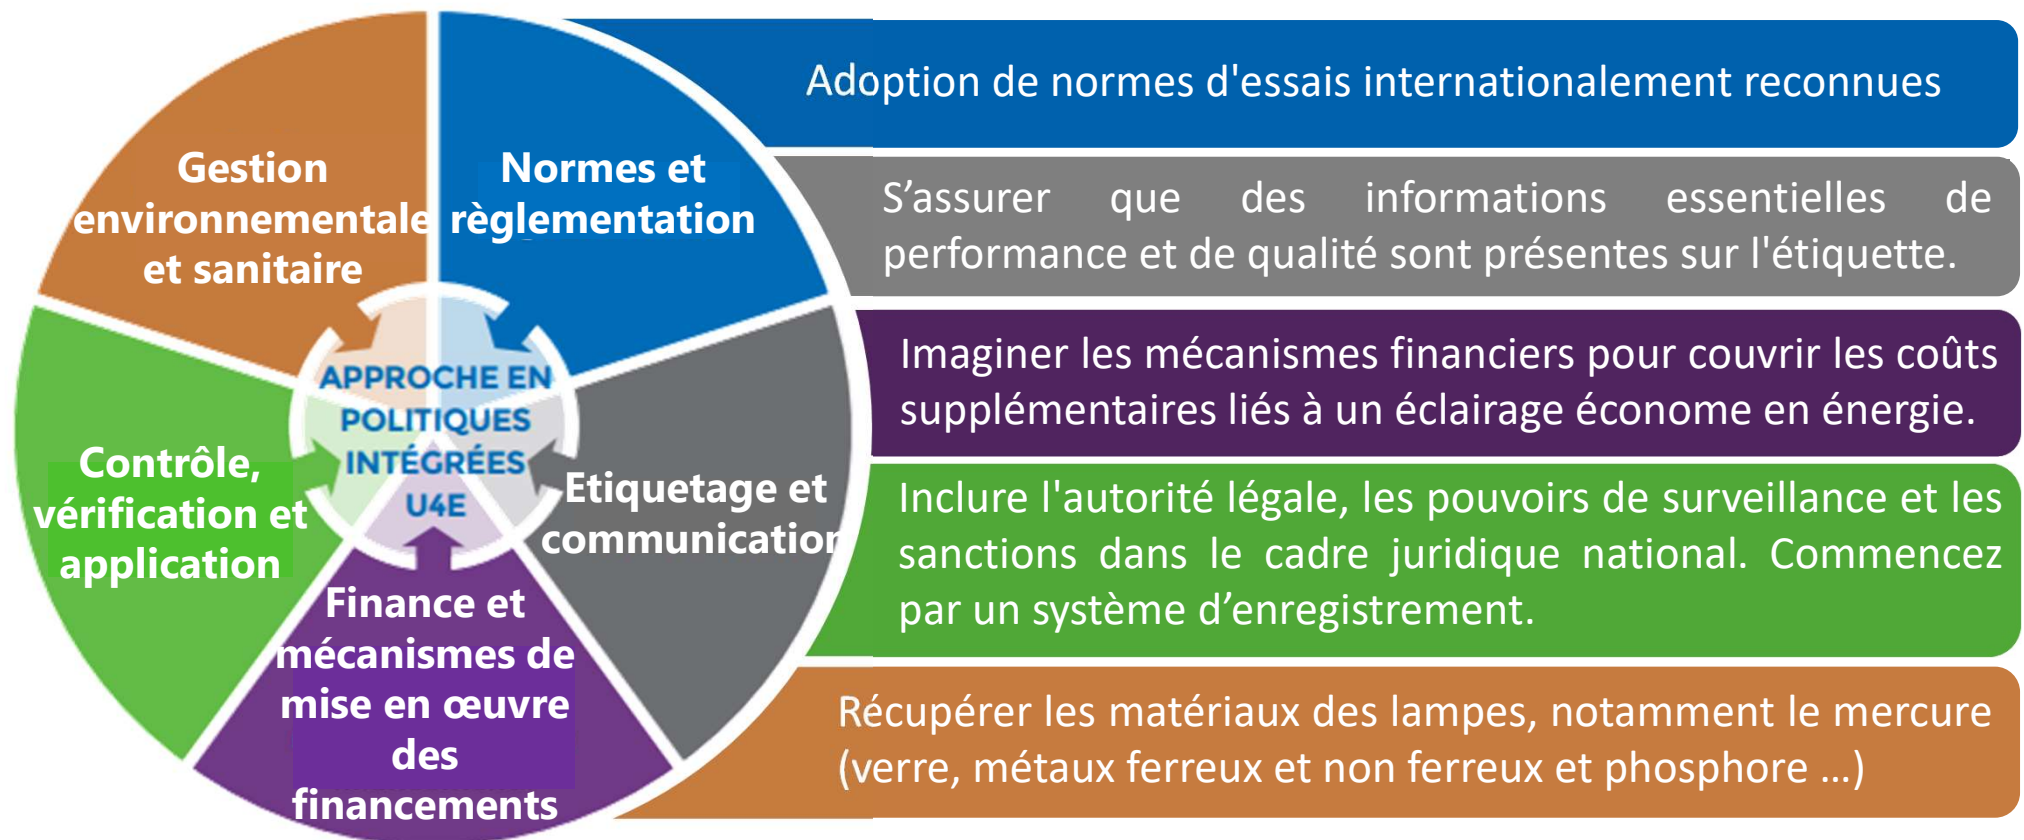 Gestion
environnementale
et sanitaire
Normes et
règlementation
Etiquetage et
communication
Finance et
mécanismes de
mise en œuvre
des
financements
Contrôle,
vérification et
application
APPROCHE EN
POLITIQUES
INTÉGRÉES
U4E
Adoption de normes d'essais internationalement reconnues
S’assurer que des informations essentielles de
performance et de qualité sont présentes sur l'étiquette.
Imaginer les mécanismes financiers pour couvrir les coûts
supplémentaires liés à un éclairage économe en énergie.
Inclure l'autorité légale, les pouvoirs de surveillance et les
sanctions dans le cadre juridique national. Commencez
par un système d’enregistrement.
Récupérer les matériaux des lampes, notamment le mercure
(verre, métaux ferreux et non ferreux et phosphore ...)